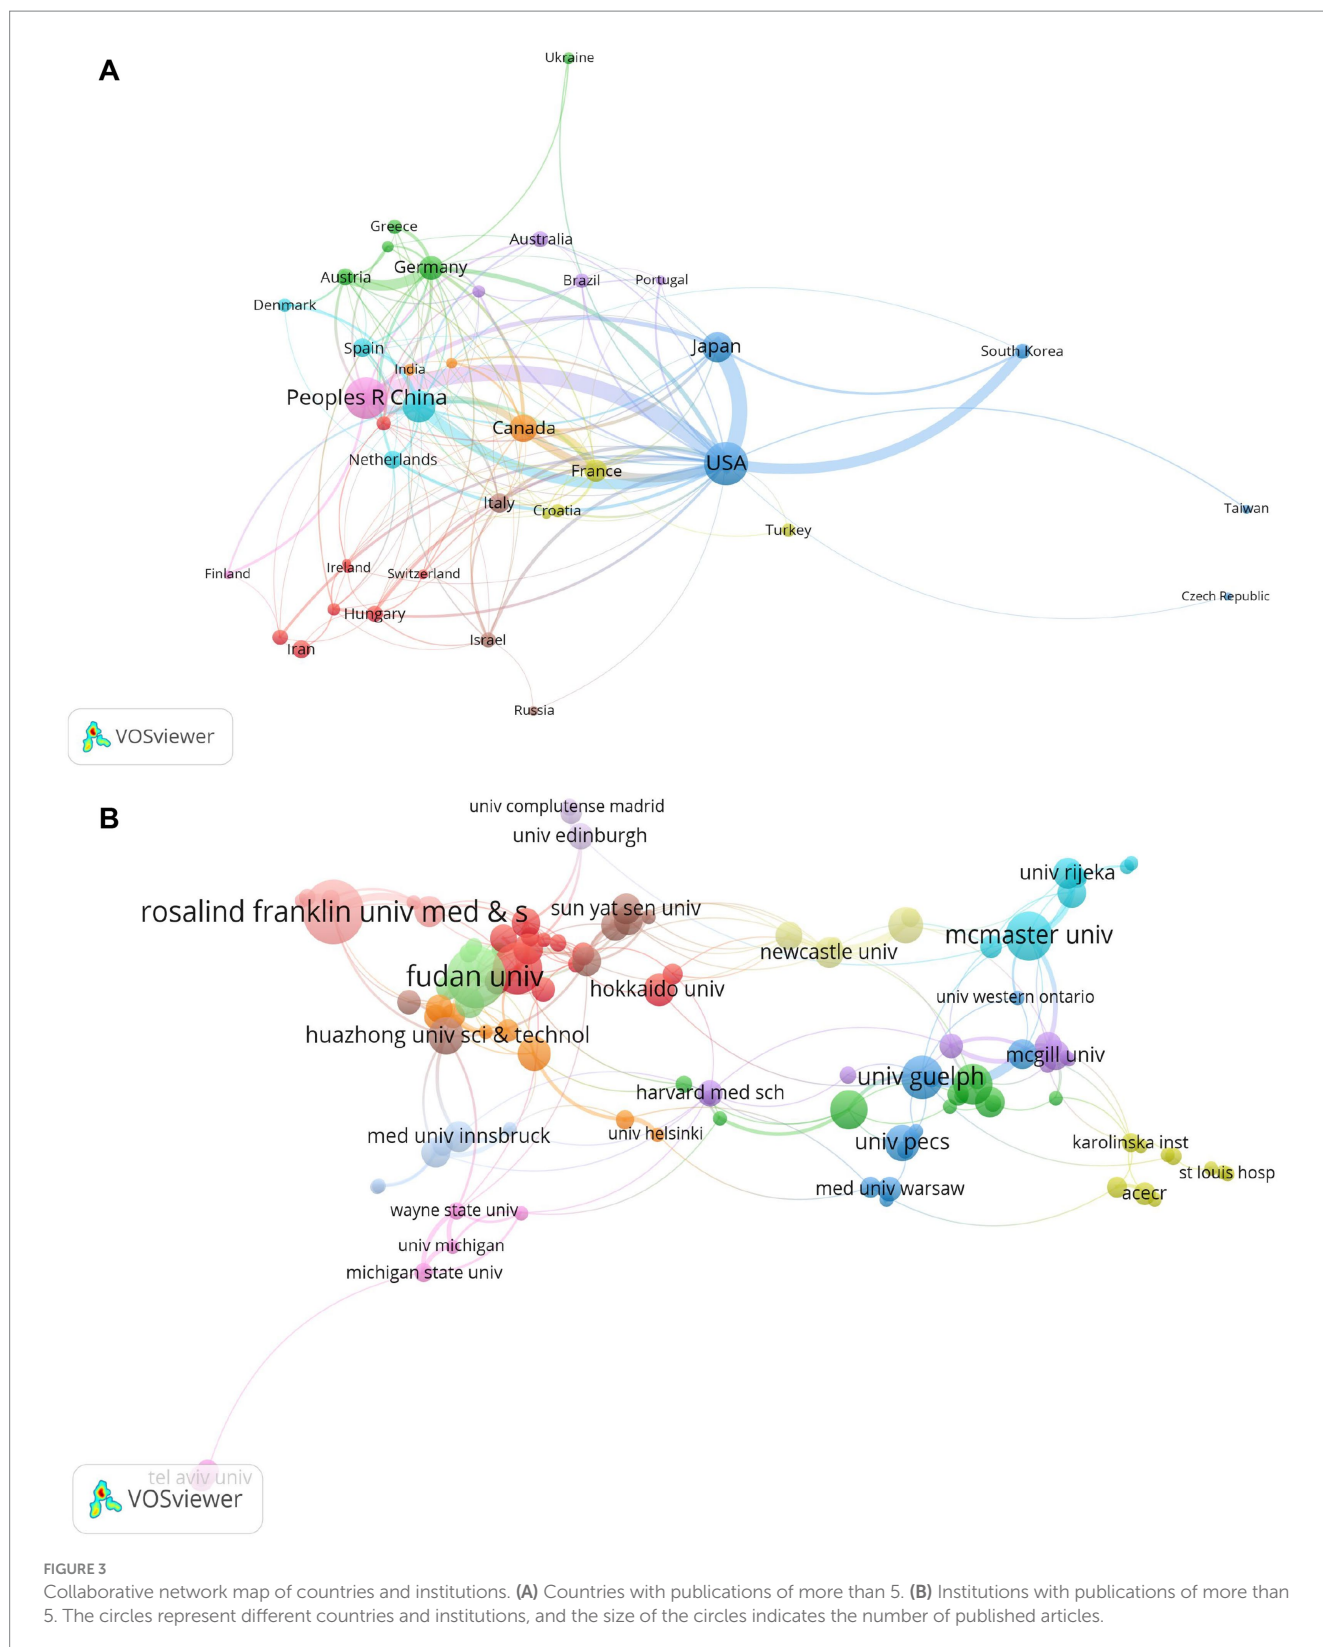 A
Ukraine
Greece
Australia
Germany
Austria
Brazil
Portugal
Denmark
Spain
Japan
South Korea
India
Peoples R China
Canada
Netherlands
France
USA
Italy
Croatia
Taiwan
Turkey
Finland
Ireland
Switzerland
Czech Republic
Hungary
Israel
Iran
Russia
VOSviewer
B
univ complutense madrid
univ edinburgh
univ rijeka
rosalind franklin univ med & s
sun yat sen univ
mcmaster univ
newcastle univ
fudan univ
hokkaido univ
univ western ontario
huazhong univ sci & technol
mcgill univ
univ guelph
harvard med sch
med univ innsbruck
univ helsinki
univ pecs
karolinska inst
st louis hosp
med univ warsaw
acecr
wayne state univ
univ michigan
michigan state univ
tel aviv univ
VOSviewer
FIGURE 3
Collaborative network map of countries and institutions. (A) Countries with publications of more than 5. (B) Institutions with publications of more than
5. The circles represent different countries and institutions, and the size of the circles indicates the number of published articles.